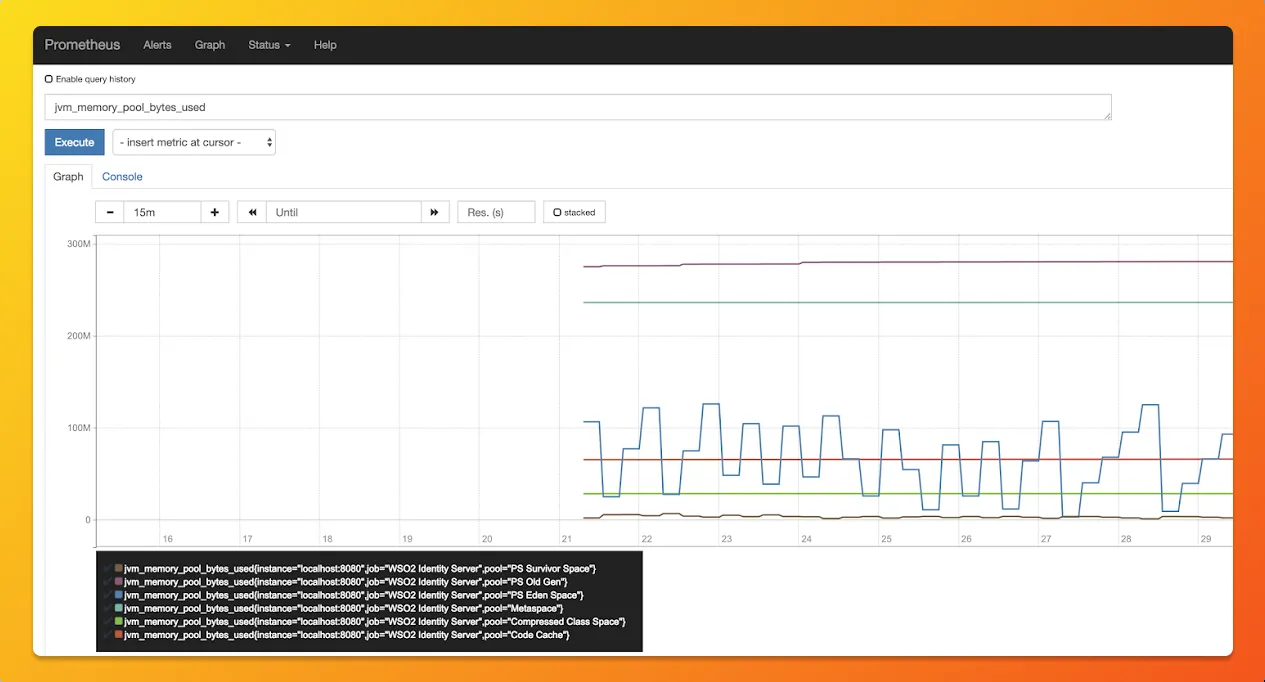 Prometheus Alerts Graph Status Help
Enable query history
jvm_memory_pool_bytes_used
Execute - insert metric at cursor -
Graph Console
- 15m + Until Res. (s) stacked
300M
200M
100M
0
16 17 18 19 20 21 22 23 24 25 26 27 28 29
jvm_memory_pool_bytes_used{instance="localhost:8080",job="WSO2 Identity Server",pool="PS Survivor Space"}
jvm_memory_pool_bytes_used{instance="localhost:8080",job="WSO2 Identity Server",pool="PS Old Gen"}
jvm_memory_pool_bytes_used{instance="localhost:8080",job="WSO2 Identity Server",pool="PS Eden Space"}
jvm_memory_pool_bytes_used{instance="localhost:8080",job="WSO2 Identity Server",pool="Metaspace"}
jvm_memory_pool_bytes_used{instance="localhost:8080",job="WSO2 Identity Server",pool="Compressed Class Space"}
jvm_memory_pool_bytes_used{instance="localhost:8080",job="WSO2 Identity Server",pool="Code Cache"}